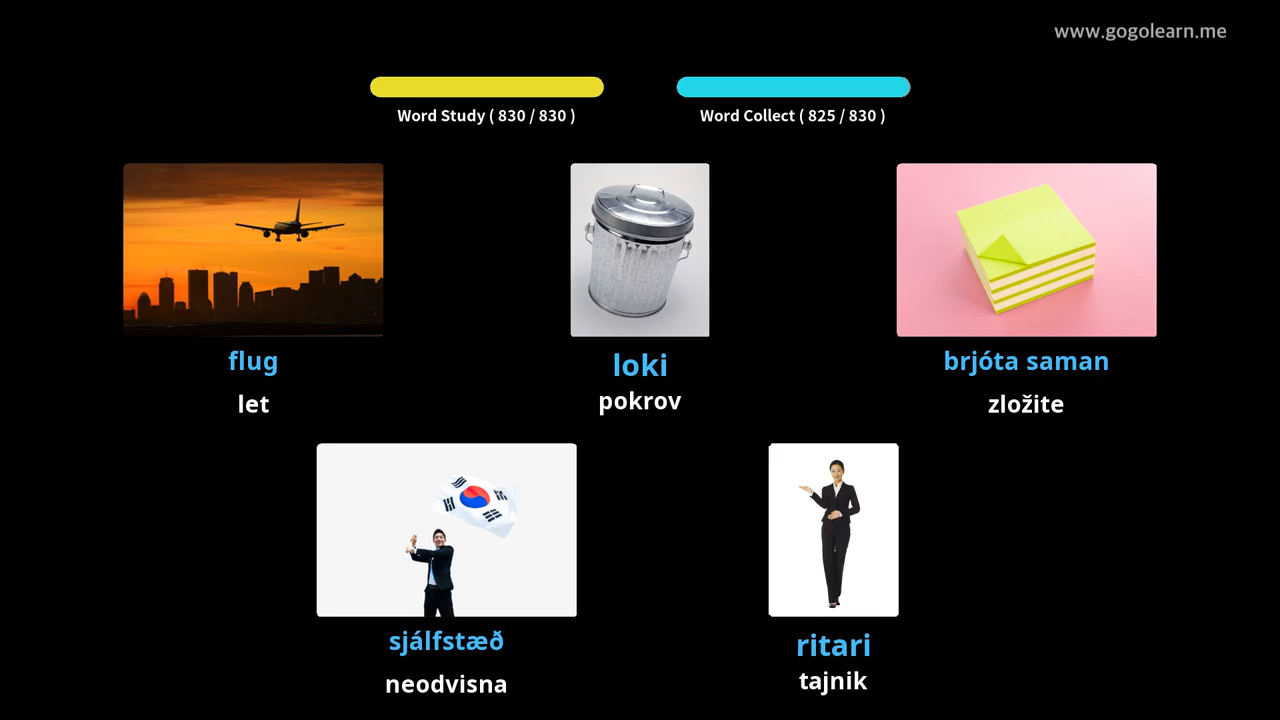 www.gogolearn.me
Word Study ( 830 / 830 )
Word Collect ( 825 / 830 )
flug
let
loki
pokrov
brjóta saman
zložite
sjálfstæð
neodvisna
ritari
tajnik